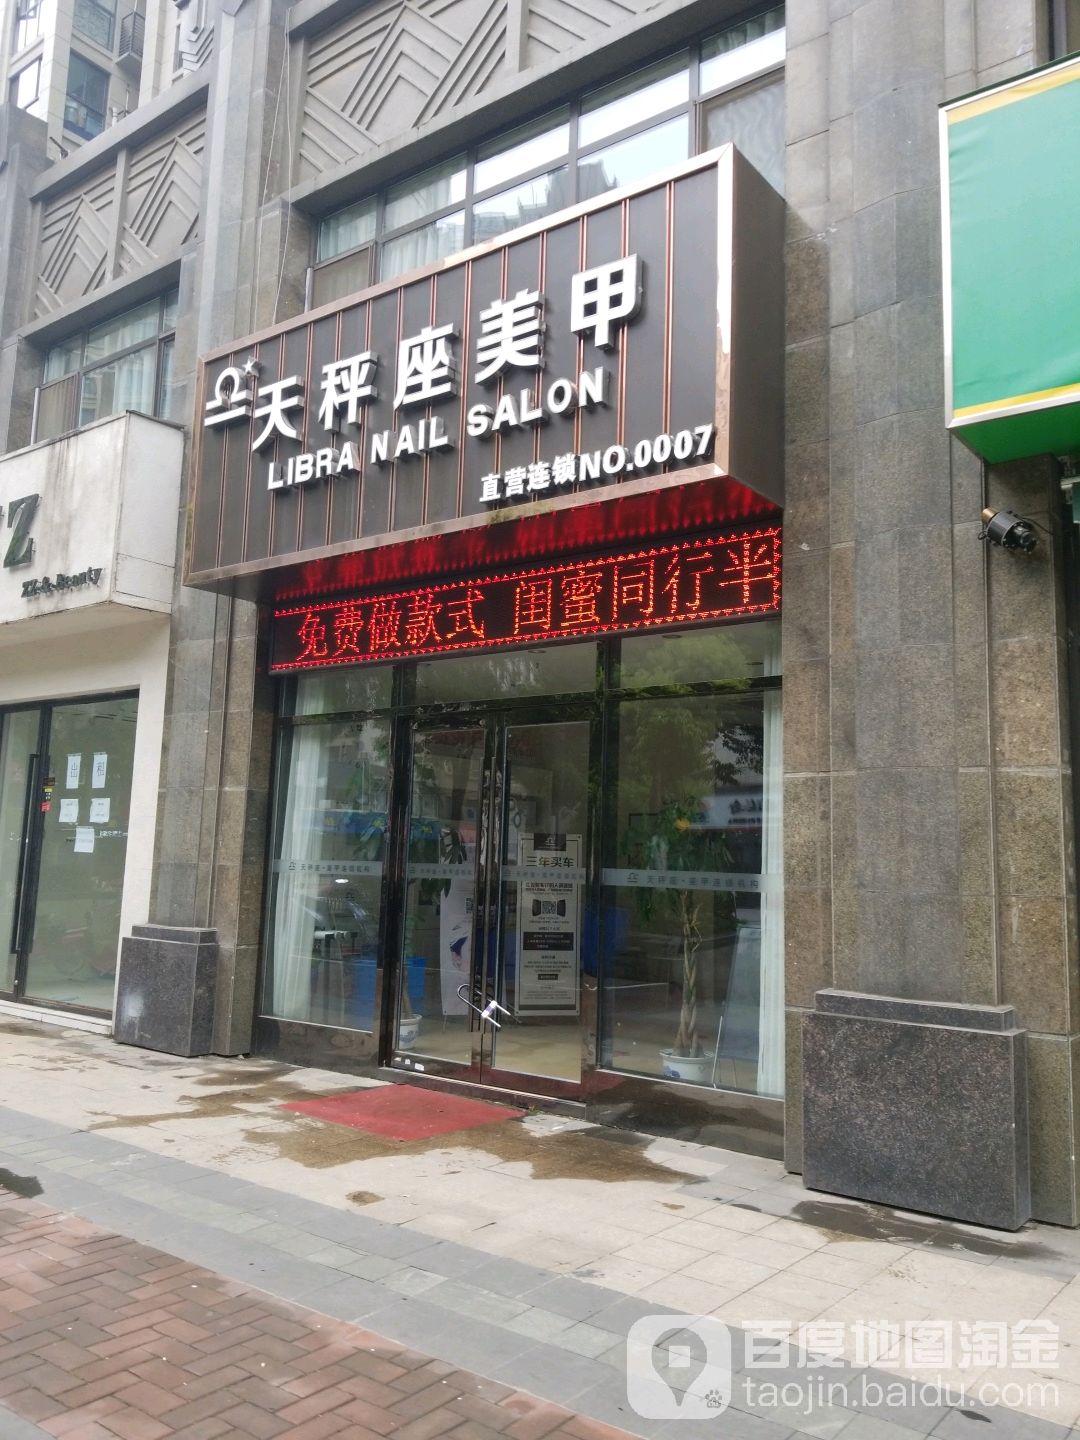 天秤座美甲
LIBRA NAIL SALON
直营连锁NO.0007
免费做款式 闺蜜同行半
Z
ZZ·A·Beauty
出 租
天秤座·美甲连锁机构
天秤座·美甲连锁机构
三年买车
百度地图淘金
taojin.baidu.com